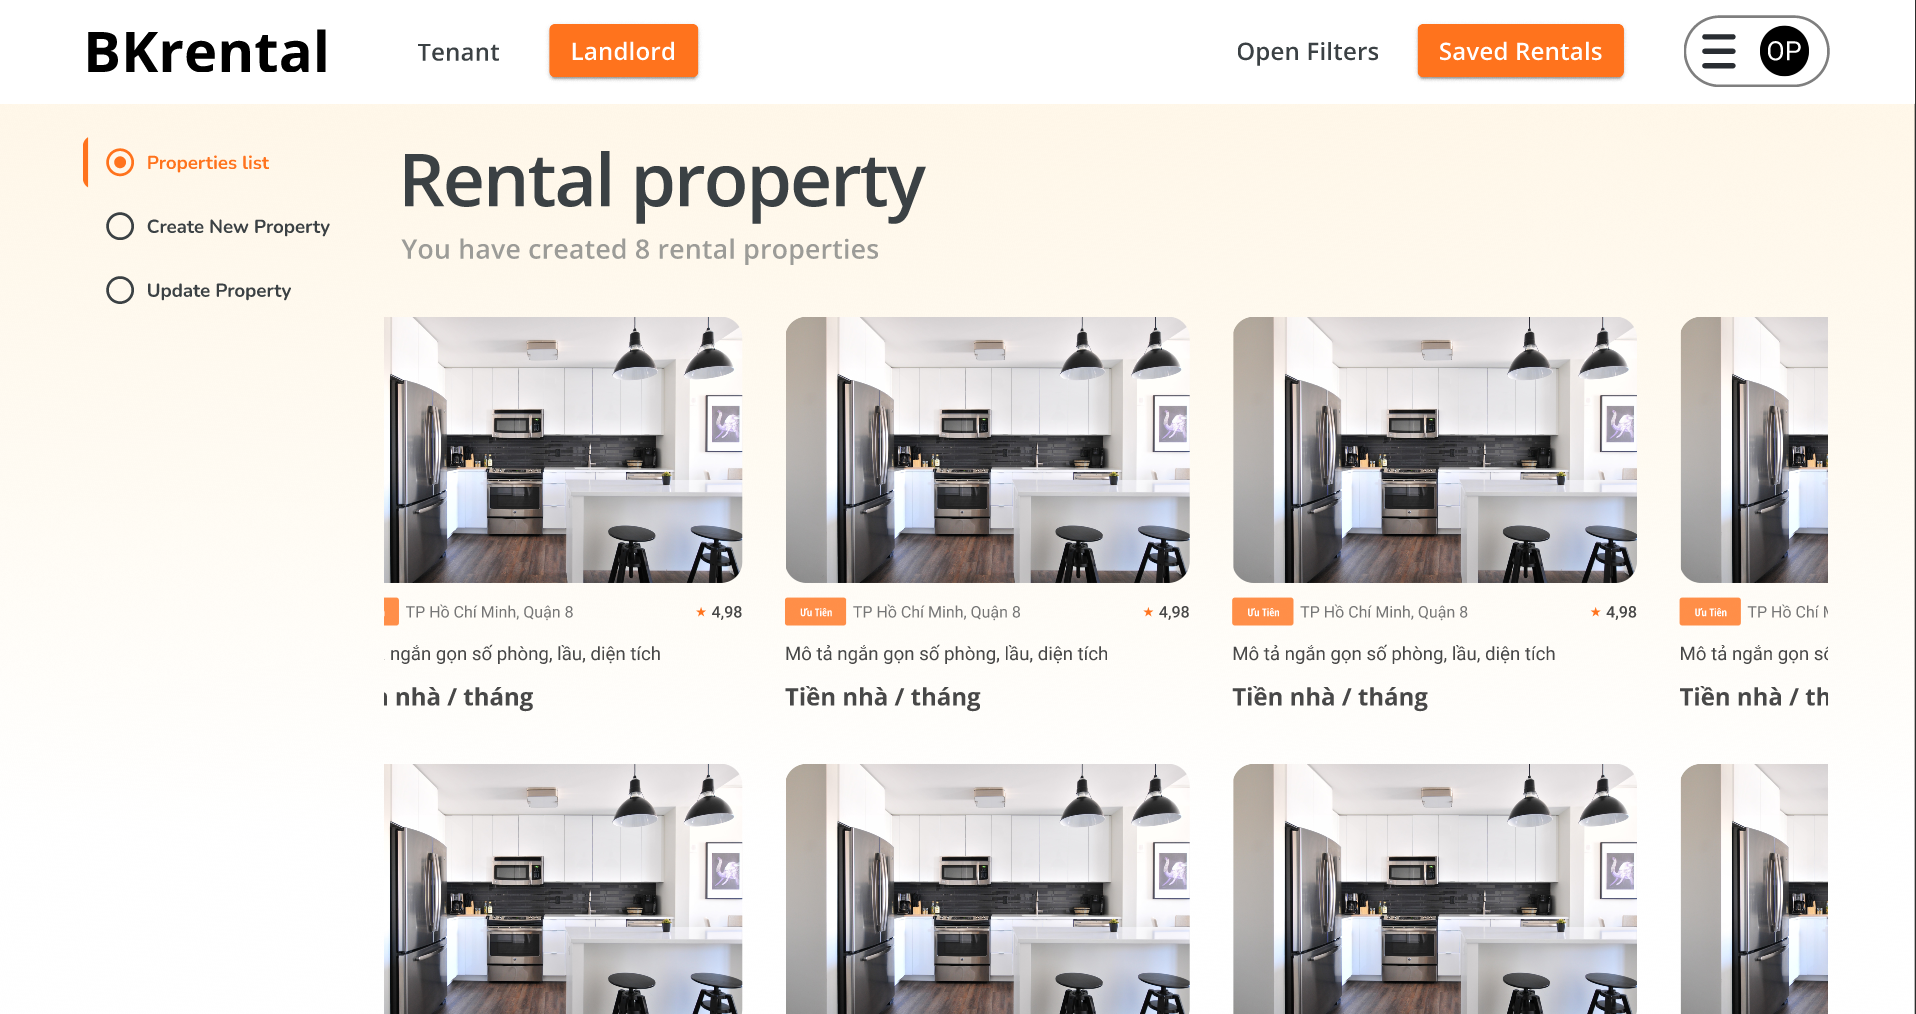 BKrental
Tenant
Landlord
Open Filters
Saved Rentals
OP
Properties list
Create New Property
Update Property
Rental property
You have created 8 rental properties
TP Hồ Chí Minh, Quận 8
4,98
ngắn gọn số phòng, lầu, diện tích
nhà / tháng
Ưu Tiên
TP Hồ Chí Minh, Quận 8
4,98
Mô tả ngắn gọn số phòng, lầu, diện tích
Tiền nhà / tháng
Ưu Tiên
TP Hồ Chí Minh, Quận 8
4,98
Mô tả ngắn gọn số phòng, lầu, diện tích
Tiền nhà / tháng
Ưu Tiên
TP Hồ Chí
Mô tả ngắn gọn số
Tiền nhà / th